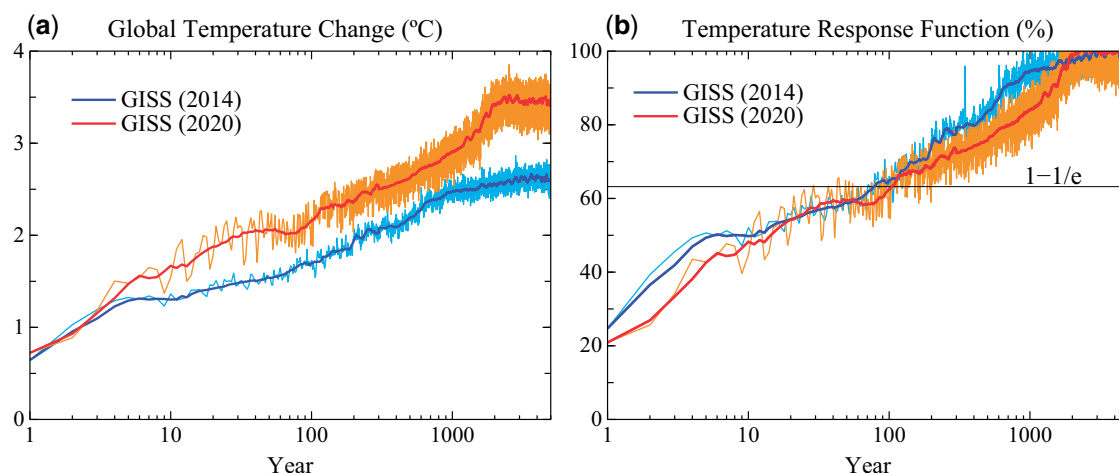 (a) Global Temperature Change (ºC)
4
3
2
1
0
GISS (2014)
GISS (2020)
1 10 100 1000
Year
(b) Temperature Response Function (%)
100
80
60
40
20
0
GISS (2014)
GISS (2020)
1−1/e
1 10 100 1000
Year